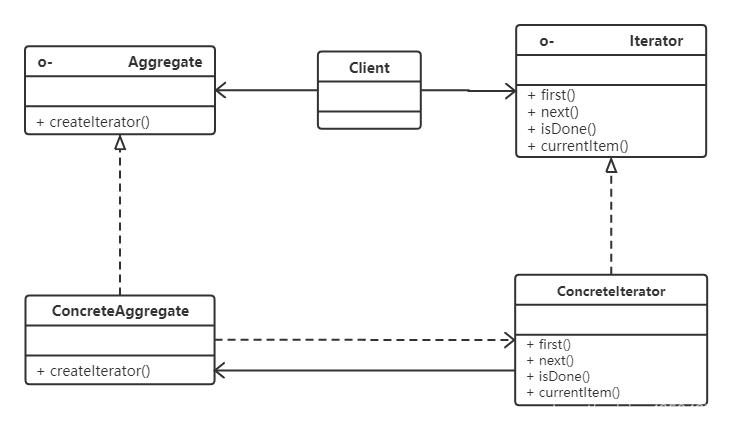 o- Aggregate
+ createIterator()
Client
o- Iterator
+ first()
+ next()
+ isDone()
+ currentItem()
ConcreteAggregate
+ createIterator()
ConcreteIterator
+ first()
+ next()
+ isDone()
+ currentItem()